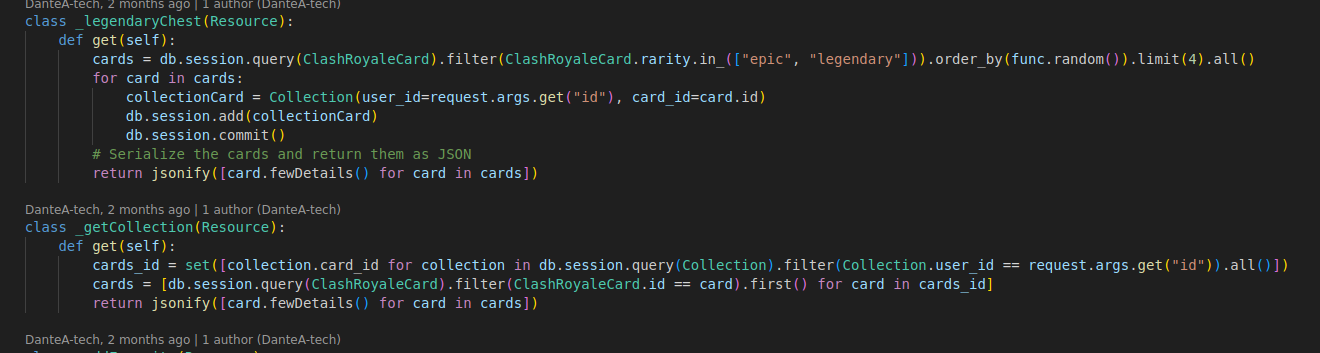 DanteA-tech, 2 months ago | 1 author (DanteA-tech)
class _legendaryChest(Resource):
    def get(self):
        cards = db.session.query(ClashRoyaleCard).filter(ClashRoyaleCard.rarity.in_(["epic", "legendary"])).order_by(func.random()).limit(4).all()
        for card in cards:
            collectionCard = Collection(user_id=request.args.get("id"), card_id=card.id)
            db.session.add(collectionCard)
            db.session.commit()
        # Serialize the cards and return them as JSON
        return jsonify([card.fewDetails() for card in cards])
DanteA-tech, 2 months ago | 1 author (DanteA-tech)
class _getCollection(Resource):
    def get(self):
        cards_id = set([collection.card_id for collection in db.session.query(Collection).filter(Collection.user_id == request.args.get("id")).all()])
        cards = [db.session.query(ClashRoyaleCard).filter(ClashRoyaleCard.id == card).first() for card in cards_id]
        return jsonify([card.fewDetails() for card in cards])
DanteA-tech, 2 months ago | 1 author (DanteA-tech)